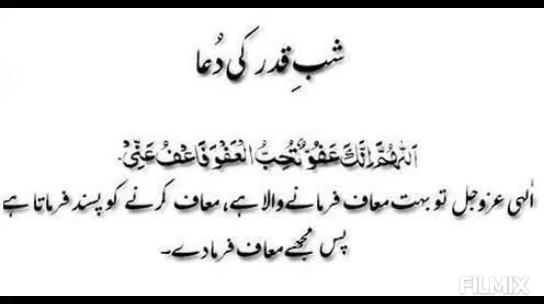 شبِ قدر کی دُعا
اَللّٰهُمَّ اِنَّكَ عَفُوٌّ تُحِبُّ الْعَفْوَ فَاعْفُ عَنِّيْ۔
الٰہی عزوجل تو بہت معاف فرمانے والا ہے، معاف کرنے کو پسند فرماتا ہے
پس مجھے معاف فرمادے۔
FILMIX